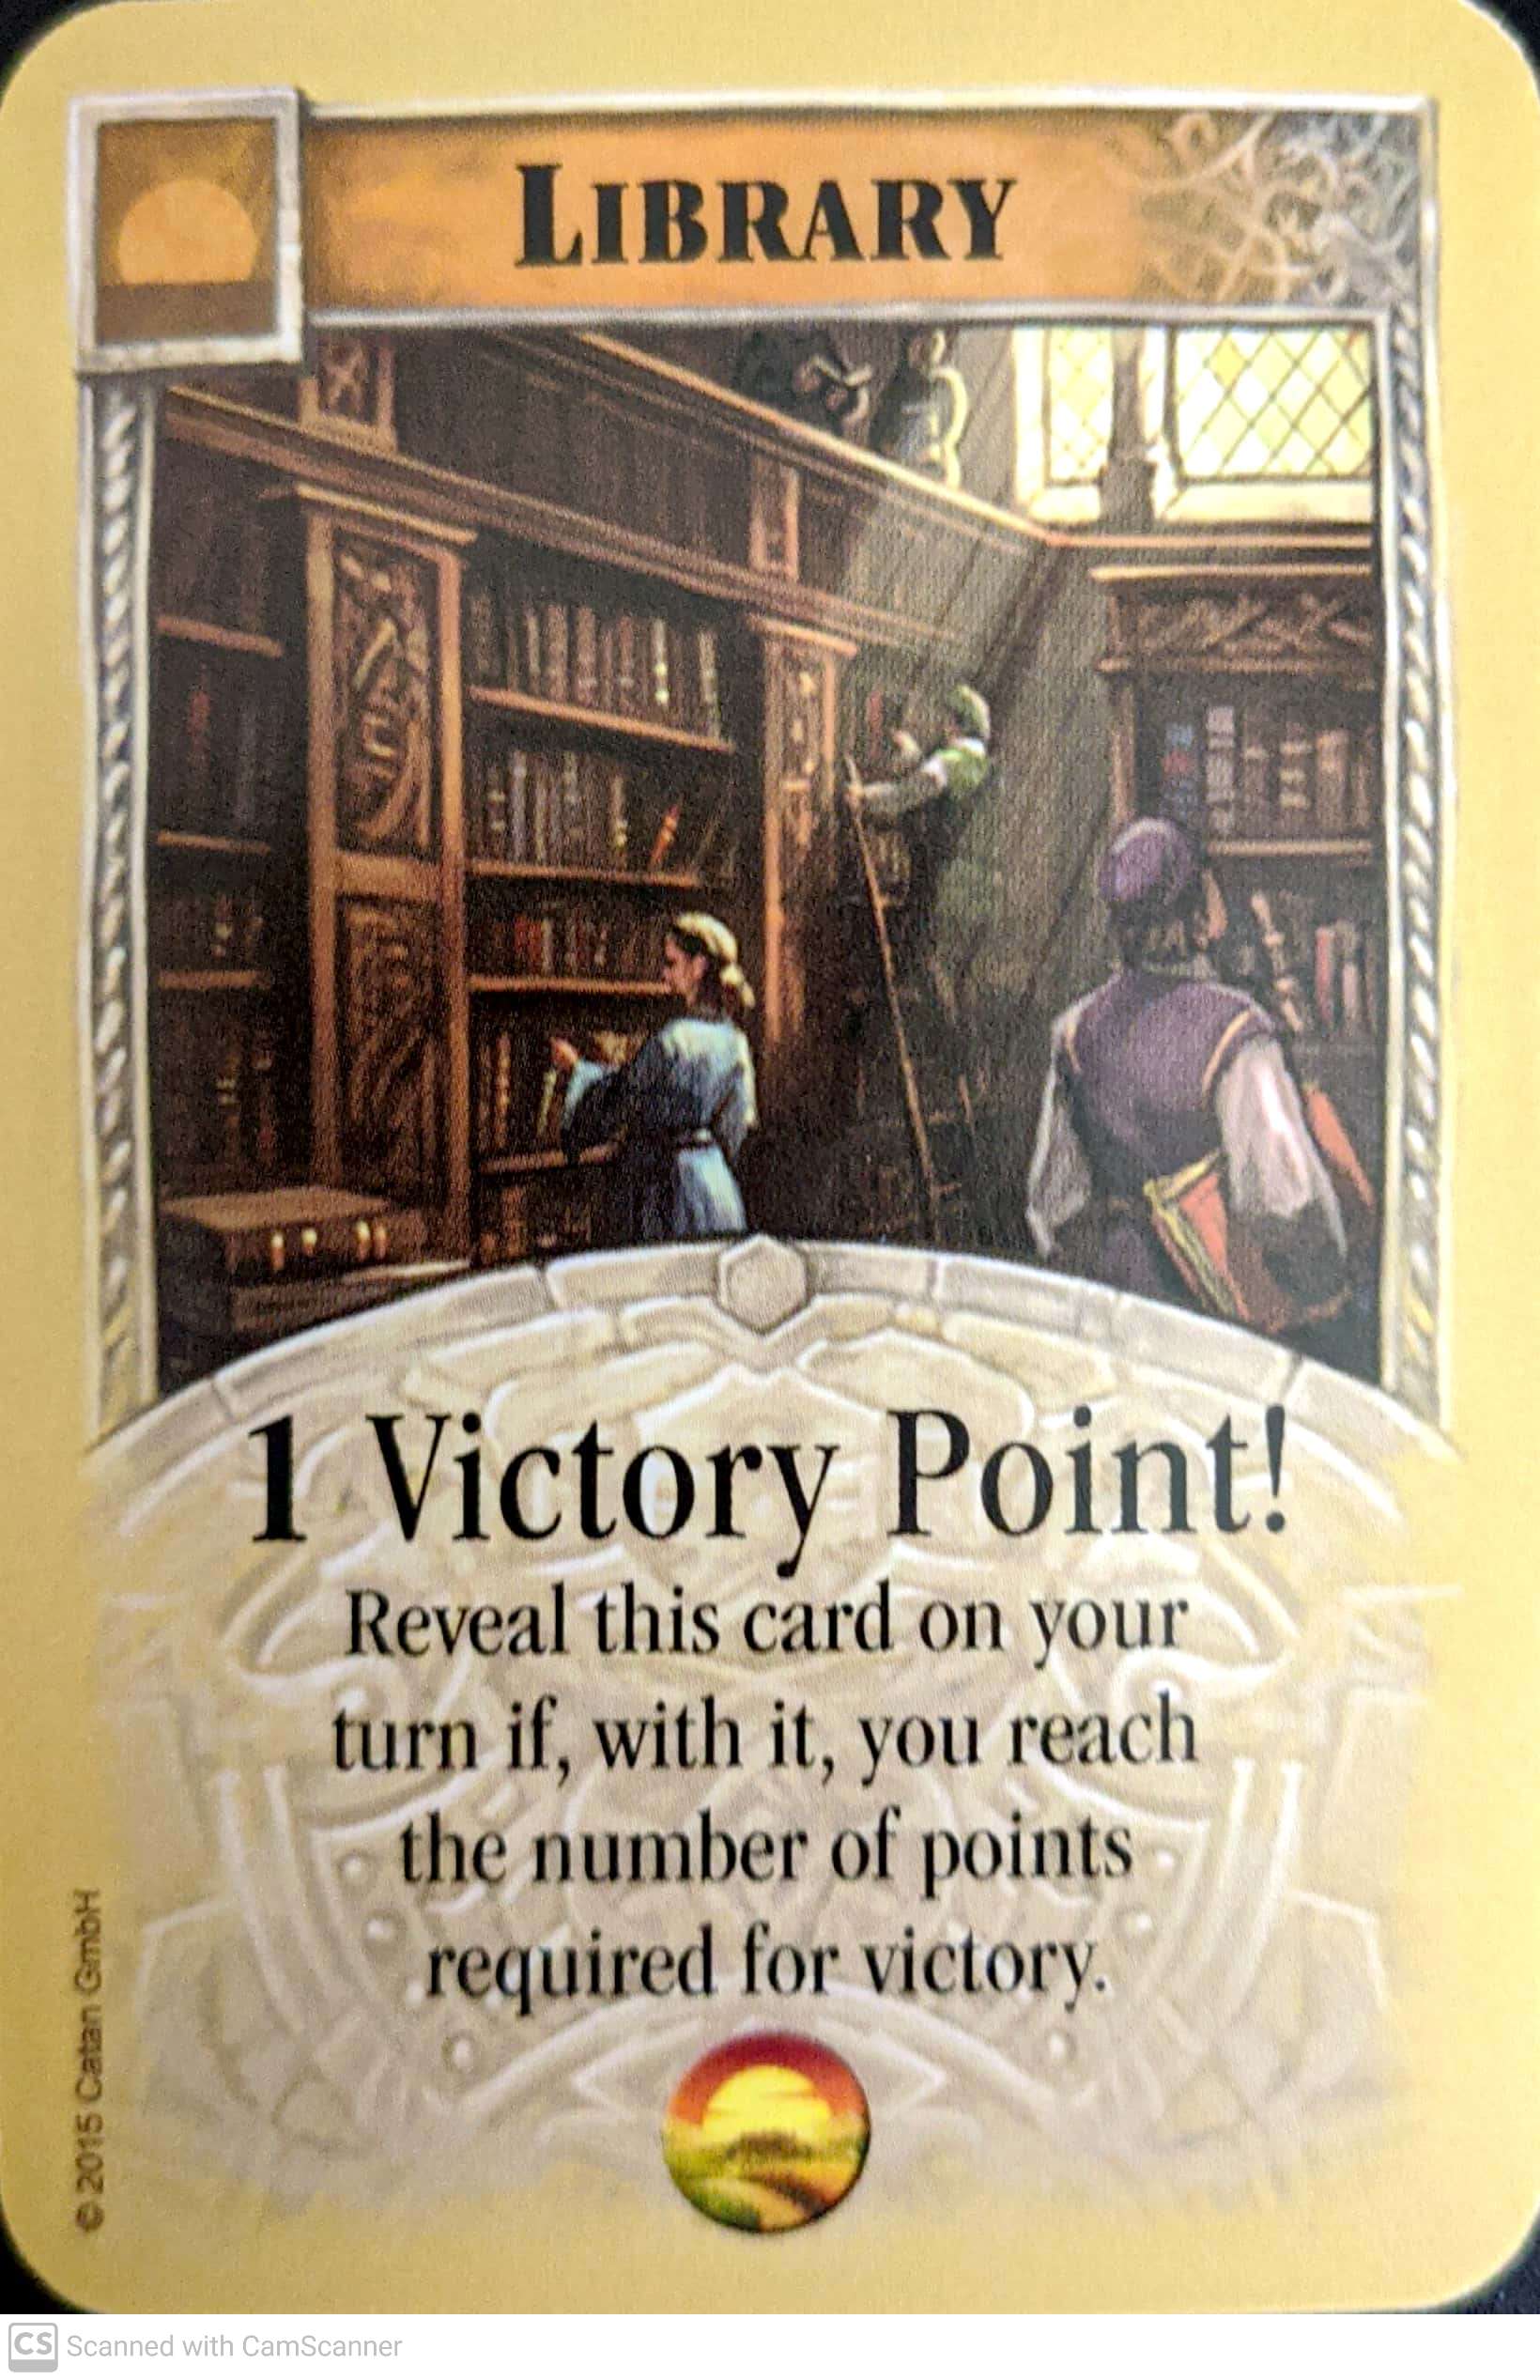 LIBRARY
1 Victory Point!
Reveal this card on your
turn if, with it, you reach
the number of points
required for victory.
©2015 Catan GmbH
CS Scanned with CamScanner